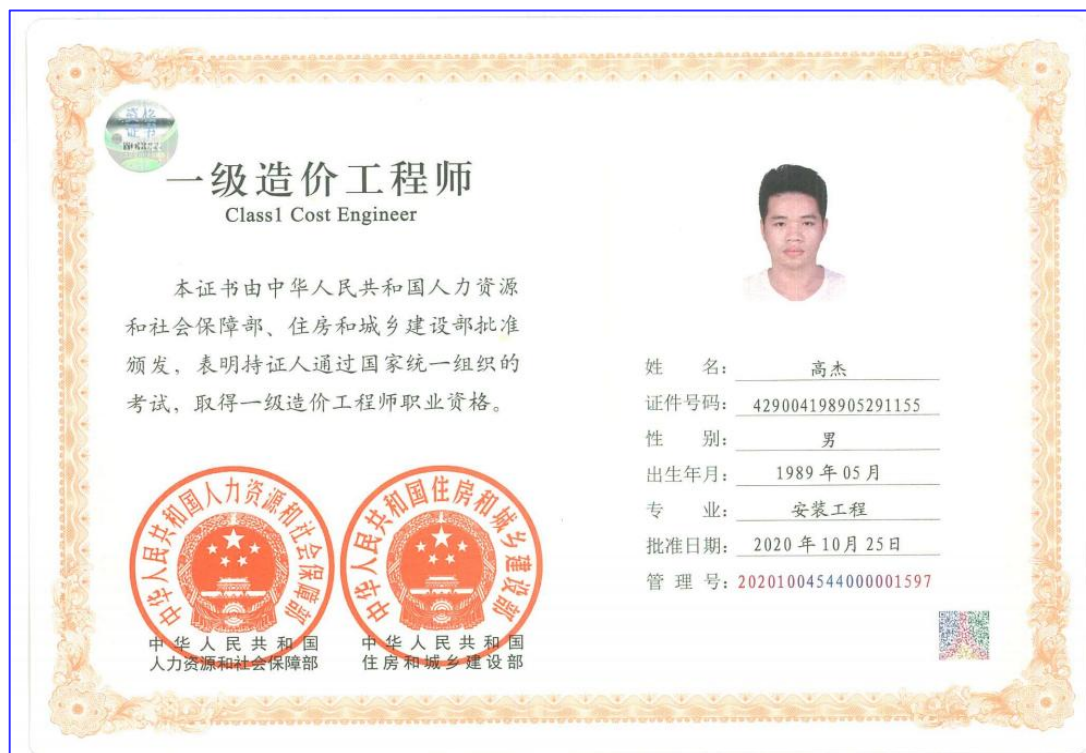 资格
证书
一级造价工程师
Class1 Cost Engineer
本证书由中华人民共和国人力资源
和社会保障部、住房和城乡建设部批准
颁发，表明持证人通过国家统一组织的
考试，取得一级造价工程师职业资格。
中华人民共和国人力资源和社会保障部
中华人民共和国
人力资源和社会保障部
中华人民共和国住房和城乡建设部
中华人民共和国
住房和城乡建设部
姓 名： 高杰
证件号码： 429004198905291155
性 别： 男
出生年月： 1989 年 05 月
专 业： 安装工程
批准日期： 2020 年 10 月 25 日
管 理 号： 20201004544000001597